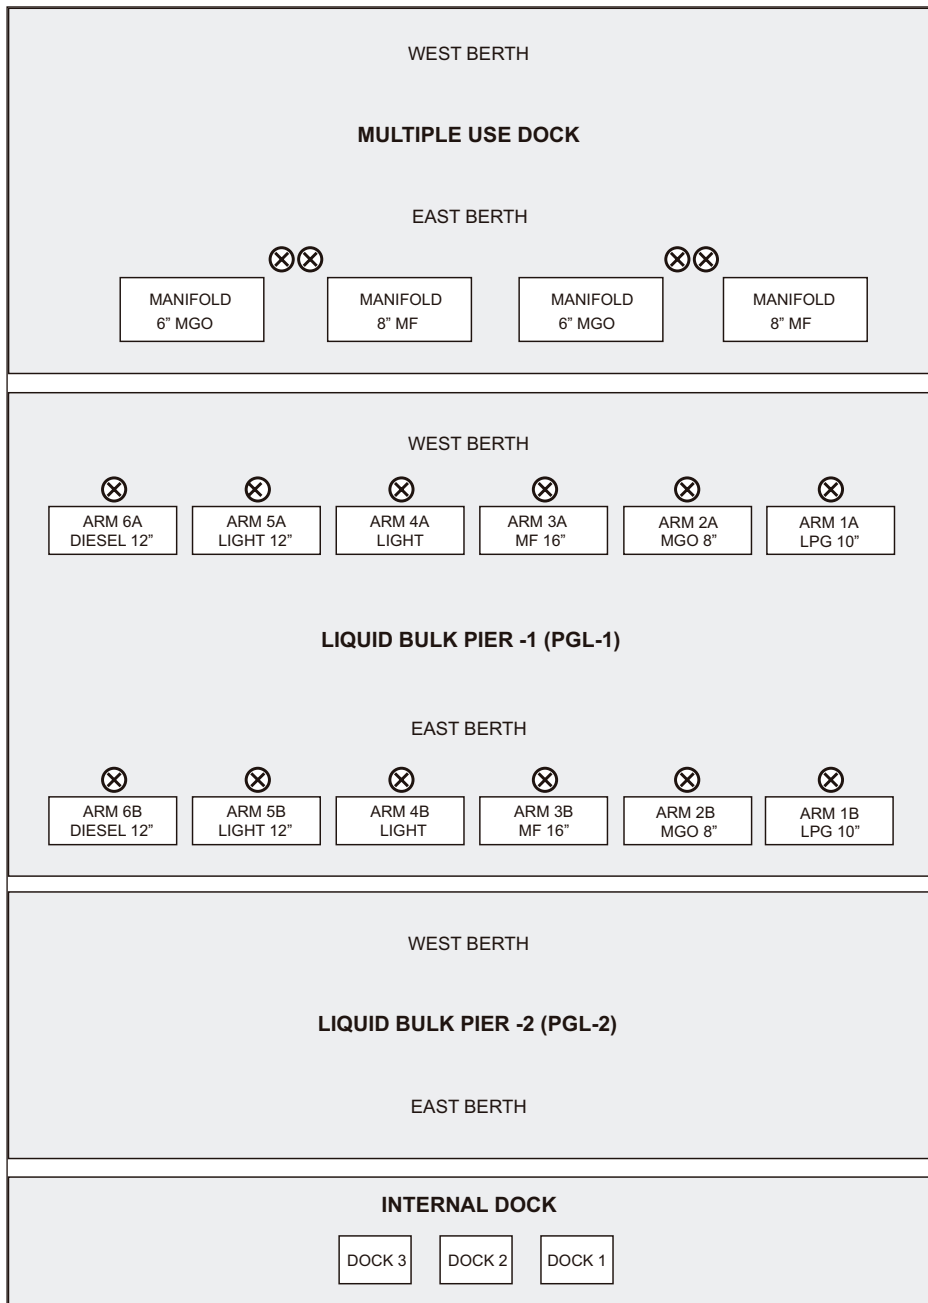 WEST BERTH
MULTIPLE USE DOCK
EAST BERTH
MANIFOLD
6” MGO
MANIFOLD
8” MF
MANIFOLD
6” MGO
MANIFOLD
8” MF
WEST BERTH
ARM 6A
DIESEL 12”
ARM 5A
LIGHT 12”
ARM 4A
LIGHT
ARM 3A
MF 16”
ARM 2A
MGO 8”
ARM 1A
LPG 10”
LIQUID BULK PIER -1 (PGL-1)
EAST BERTH
ARM 6B
DIESEL 12”
ARM 5B
LIGHT 12”
ARM 4B
LIGHT
ARM 3B
MF 16”
ARM 2B
MGO 8”
ARM 1B
LPG 10”
WEST BERTH
LIQUID BULK PIER -2 (PGL-2)
EAST BERTH
INTERNAL DOCK
DOCK 3
DOCK 2
DOCK 1